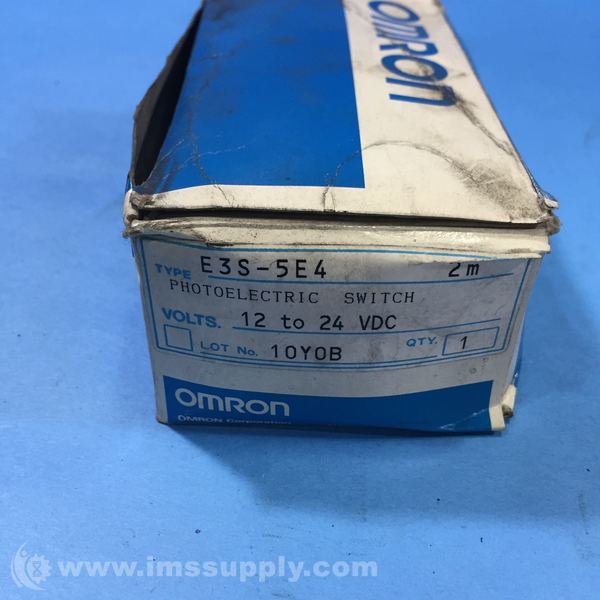 OMRON
TYPE E3S-5E4 2m
PHOTOELECTRIC SWITCH
VOLTS. 12 to 24 VDC
LOT No. 10Y0B QTY. 1
OMRON
OMRON Corporation
www.imssupply.com